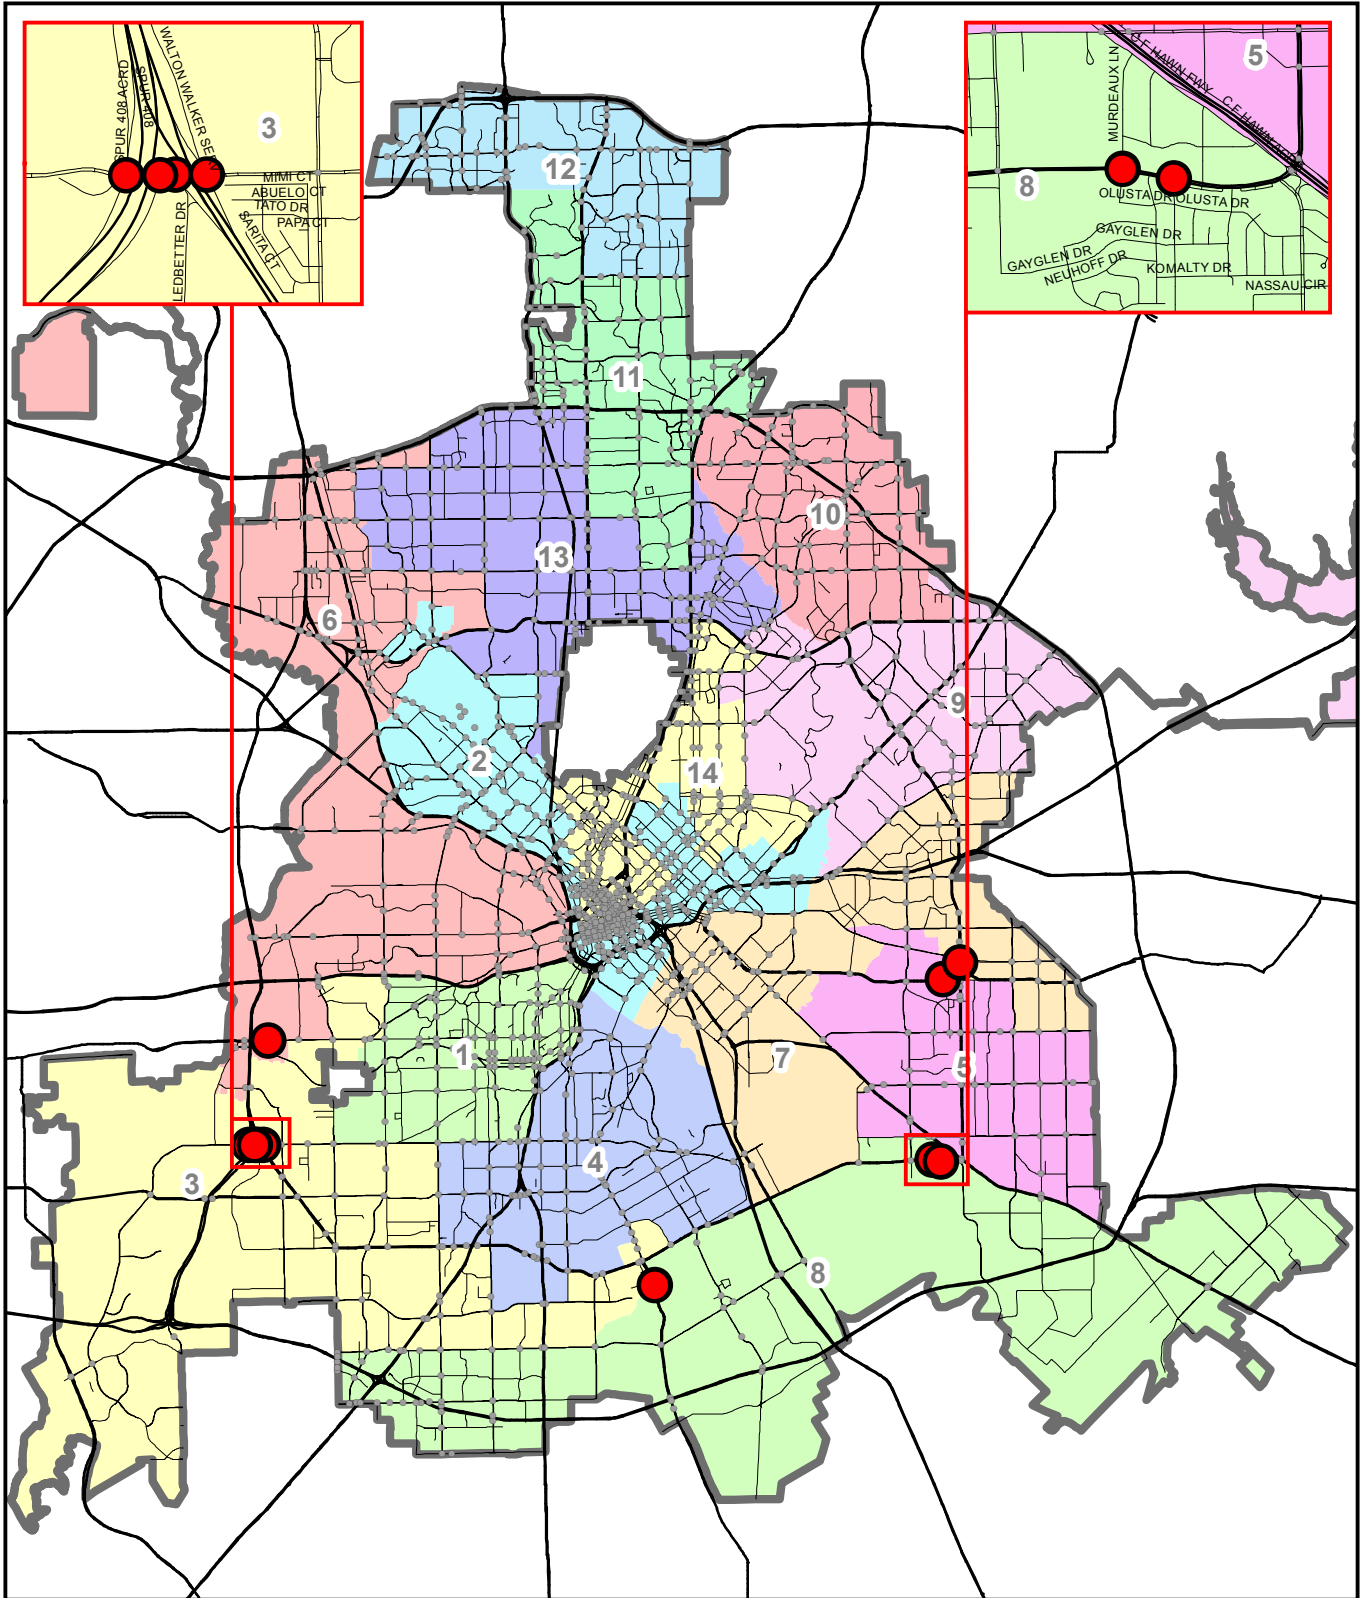 SPUR 408 ACRD
SPUR 408
WALTON WALKER SERV
3
MIMI CT
ABUELO CT
TATO DR
PAPA CT
SARITA CT
LEDBETTER DR
C F HAWN FWY
C F HAWN
5
MURDEAUX LN
8
OLUSTA DR
OLUSTA DR
GAYGLEN DR
GAYGLEN DR
NEUHOFF DR
KOMALTY DR
NASSAU CIR
12
11
10
13
6
9
2
14
1
7
5
4
3
8